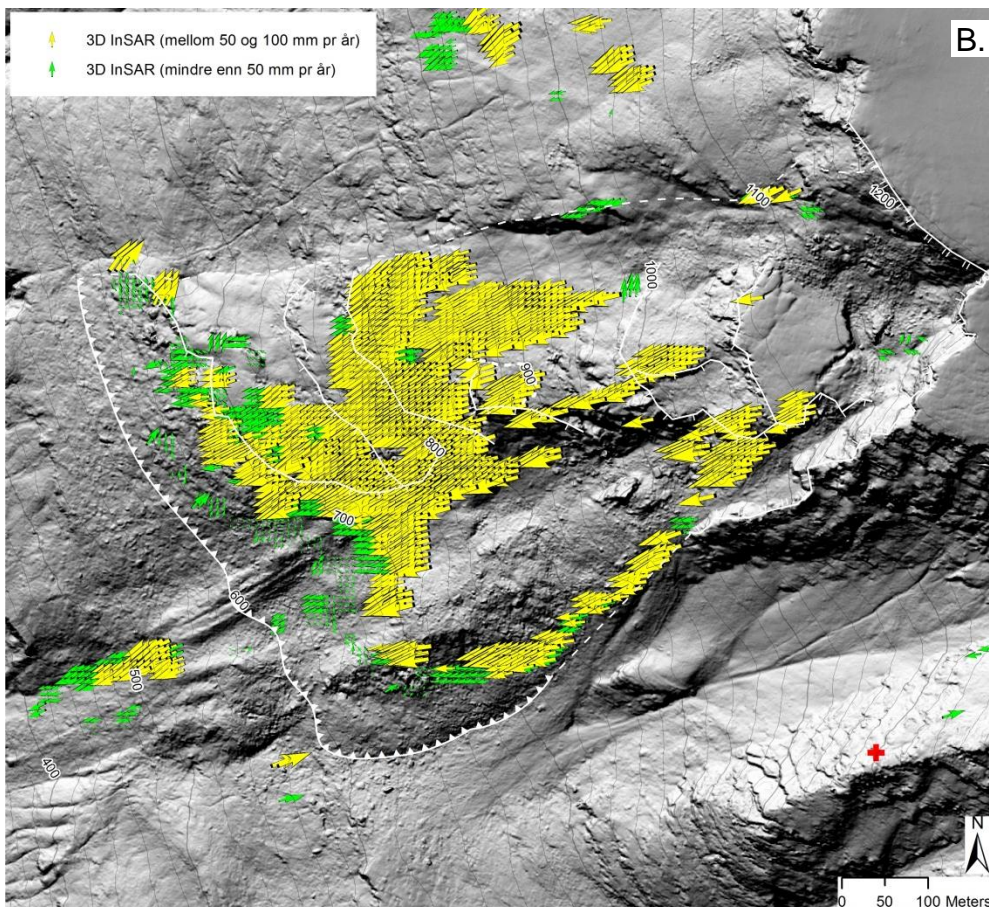 B.
3D InSAR (mellom 50 og 100 mm pr år)
3D InSAR (mindre enn 50 mm pr år)
1100
1200
1000
900
800
700
600
500
400
N
0 50 100 Meters